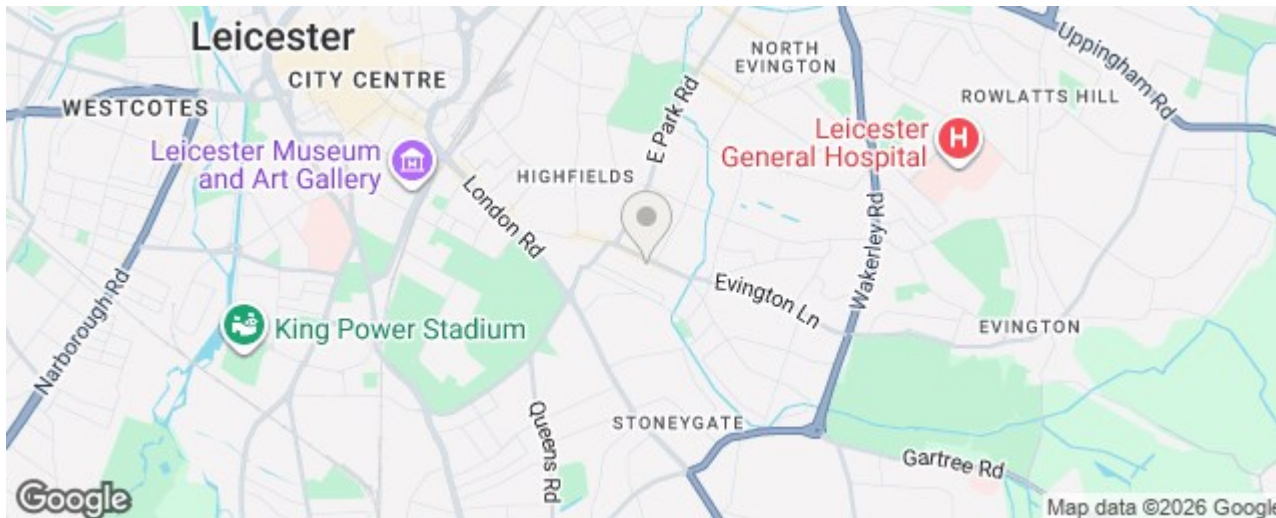 Leicester
CITY CENTRE
WESTCOTES
Leicester Museum
and Art Gallery
HIGHFIELDS
London Rd
E Park Rd
NORTH
EVINGTON
Uppingham Rd
ROWLATTS HILL
Leicester
General Hospital
H
Wakerley Rd
Evington Ln
EVINGTON
Narborough Rd
King Power Stadium
Queens Rd
STONEYGATE
Gartree Rd
Google
Map data ©2026 Google